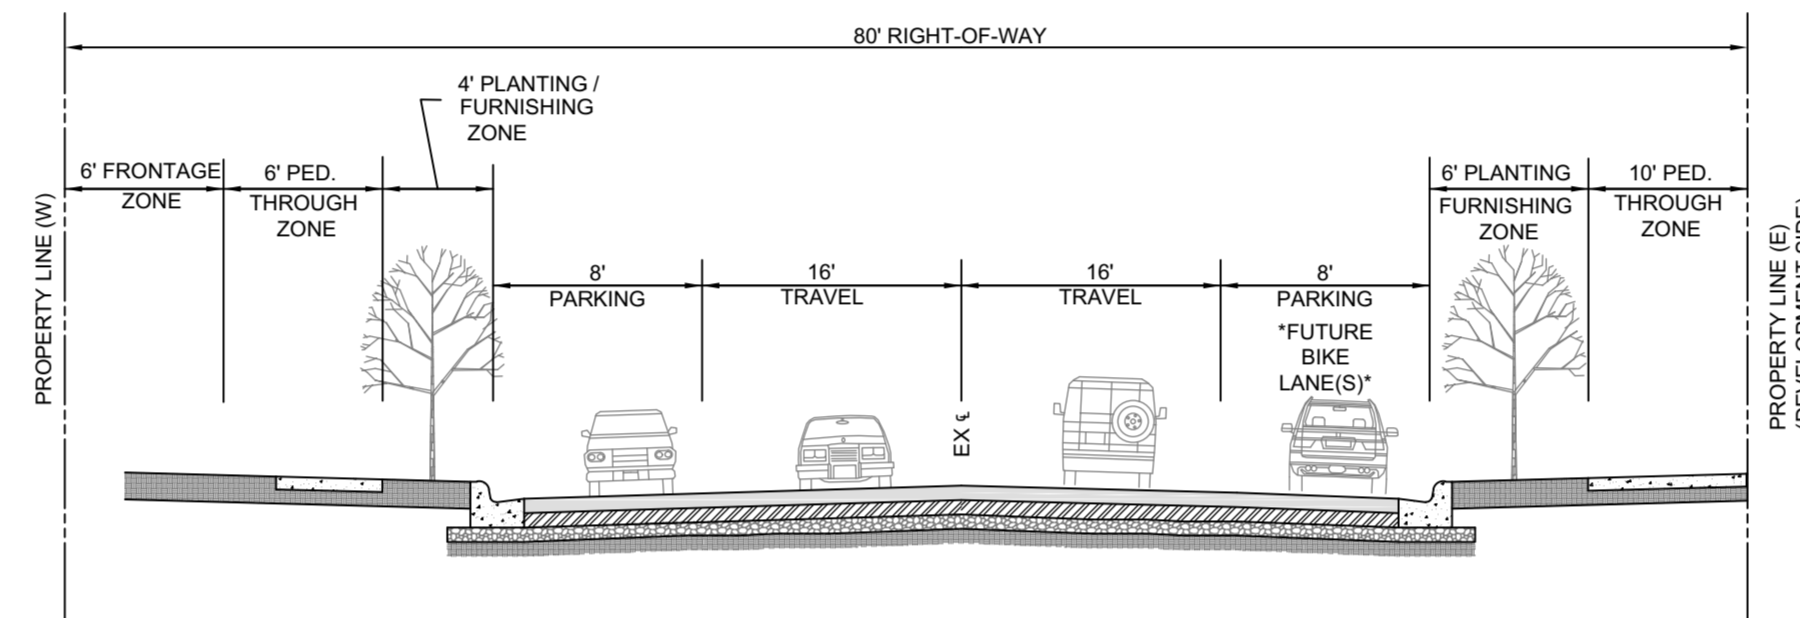 80' RIGHT-OF-WAY
4' PLANTING /
FURNISHING
ZONE
6' FRONTAGE
ZONE
6' PED.
THROUGH
ZONE
6' PLANTING
FURNISHING
ZONE
10' PED.
THROUGH
ZONE
8'
PARKING
16'
TRAVEL
16'
TRAVEL
8'
PARKING
*FUTURE
BIKE
LANE(S)*
EX ℄
PROPERTY LINE (W)
PROPERTY LINE (E)
(DEVELOPMENT SIDE)